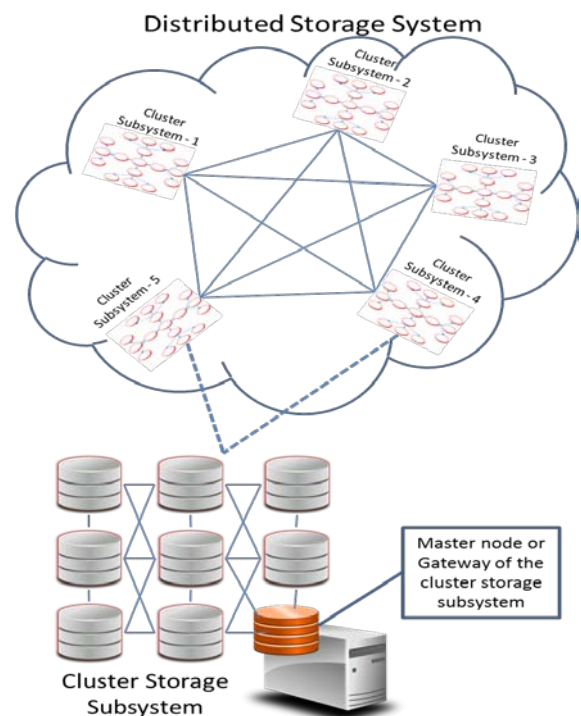 Distributed Storage System
Cluster
Subsystem - 2
Cluster
Subsystem - 1
Cluster
Subsystem - 3
Cluster
Subsystem - 5
Cluster
Subsystem - 4
Master node or
Gateway of the
cluster storage
subsystem
Cluster Storage
Subsystem